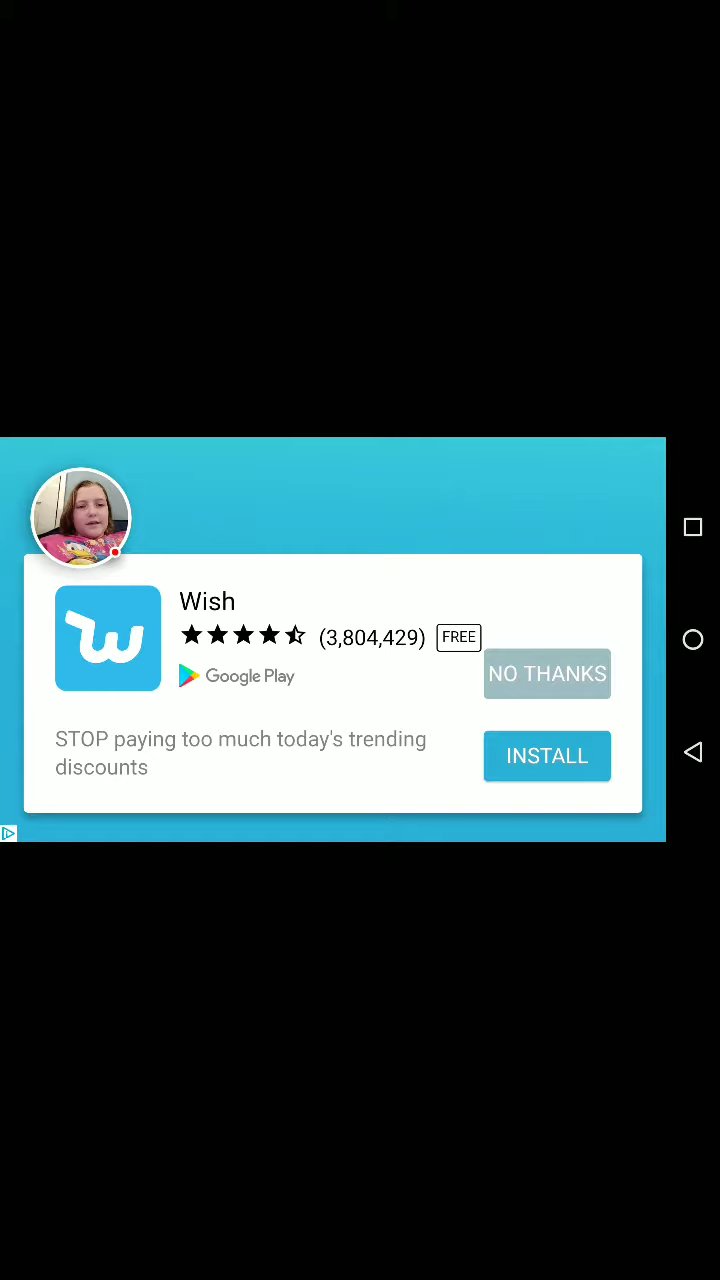 Wish
(3,804,429) FREE
Google Play
NO THANKS
STOP paying too much today's trending
discounts
INSTALL